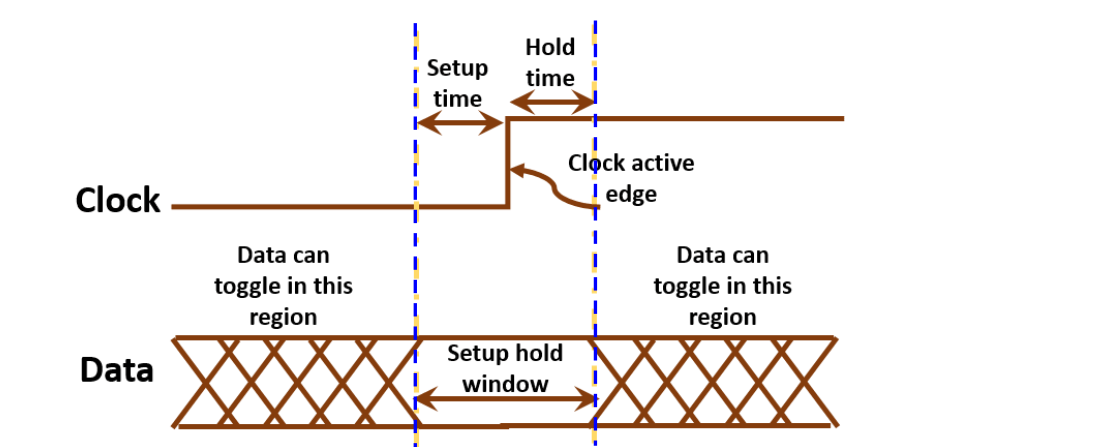 Hold
time
Setup
time
Clock active
edge
Clock
Data can
toggle in this
region
Data can
toggle in this
region
Data
Setup hold
window